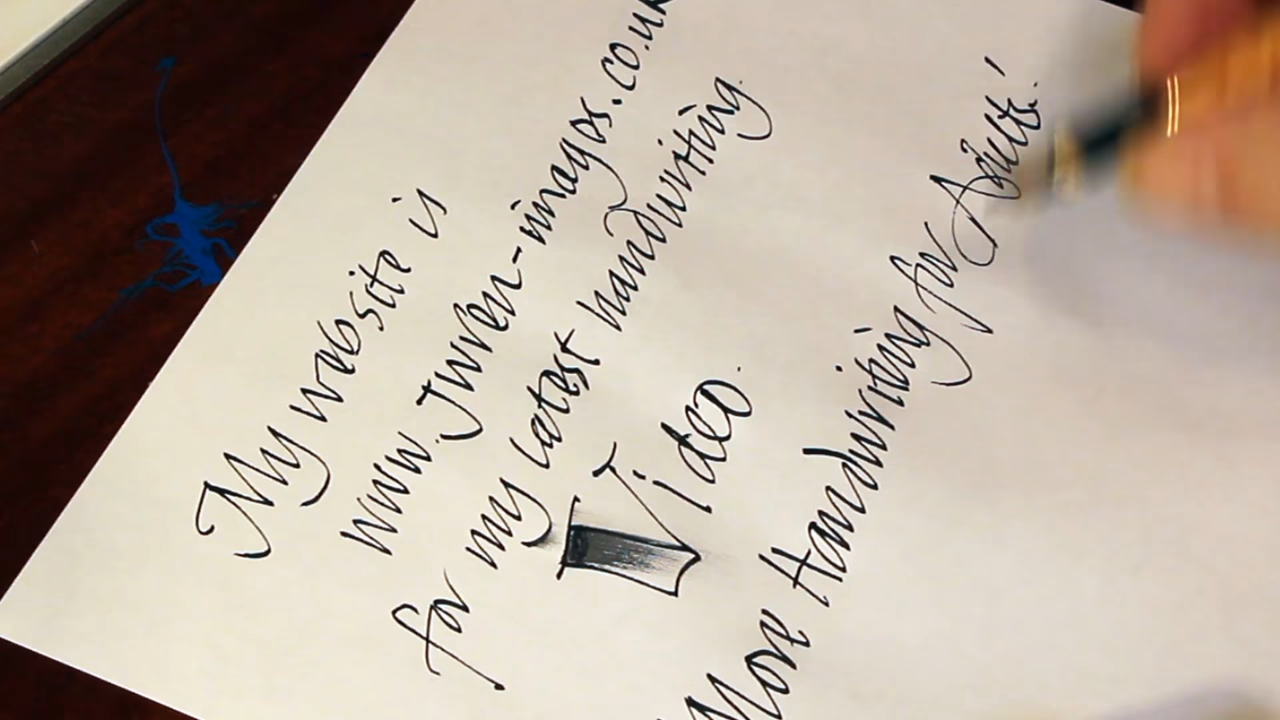 My website is
www.Jwren-images.co.uk
for my latest handwriting
Video.
More Handwriting for Adults!